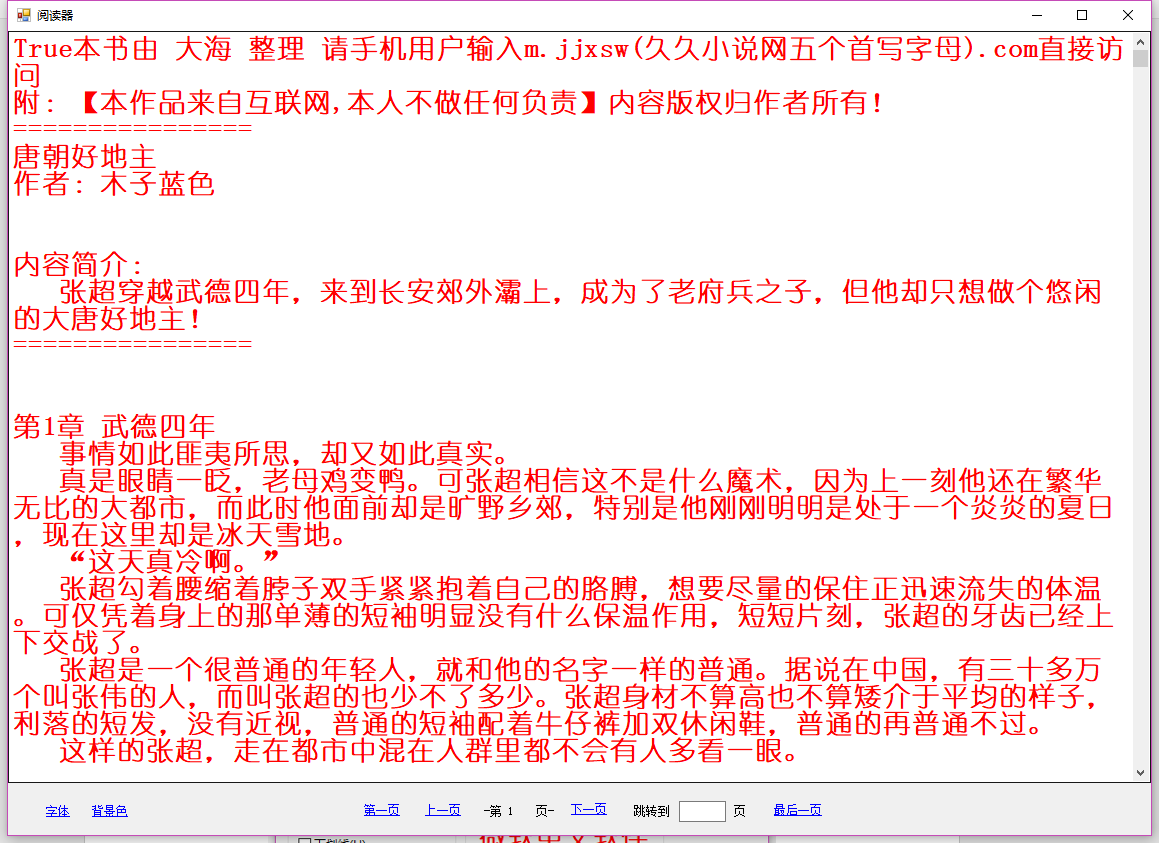 阅读器
True本书由 大海 整理 请手机用户输入m.jjxsw(久久小说网五个首写字母).com直接访
问
附: 【本作品来自互联网,本人不做任何负责】内容版权归作者所有!
================
唐朝好地主
作者: 木子蓝色
内容简介:
张超穿越武德四年，来到长安郊外灞上，成为了老府兵之子，但他却只想做个悠闲
的大唐好地主!
================
第1章 武德四年
事情如此匪夷所思，却又如此真实。
真是眼睛一眨，老母鸡变鸭。可张超相信这不是什么魔术，因为上一刻他还在繁华
无比的大都市，而此时他面前却是旷野乡郊，特别是他刚刚明明是处于一个炎炎的夏日
，现在这里却是冰天雪地。
“这天真冷啊。”
张超勾着腰缩着脖子双手紧紧抱着自己的胳膊，想要尽量的保住正迅速流失的体温
。可仅凭着身上的那单薄的短袖明显没有什么保温作用，短短片刻，张超的牙齿已经上
下交战了。
张超是一个很普通的年轻人，就和他的名字一样的普通。据说在中国，有三十多万
个叫张伟的人，而叫张超的也少不了多少。张超身材不算高也不算矮介于平均的样子，
利落的短发，没有近视，普通的短袖配着牛仔裤加双休闲鞋，普通的再普通不过。
这样的张超，走在都市中混在人群里都不会有人多看一眼。
字体 背景色 第一页 上一页 -第 1 页- 下一页 跳转到 页 最后一页